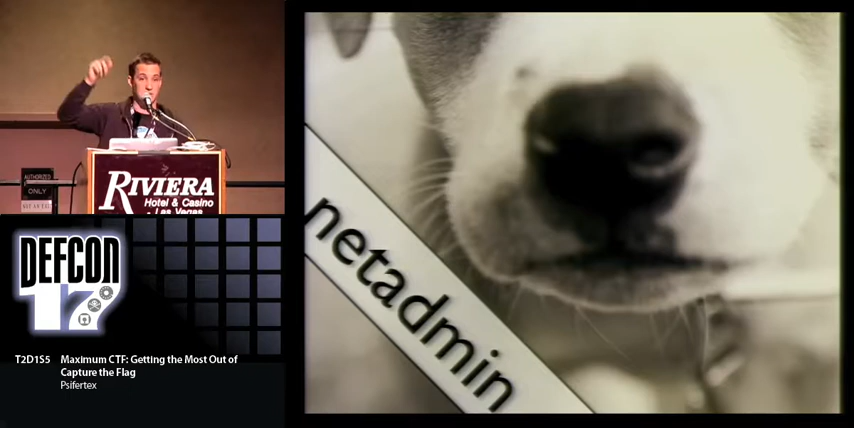 AUTHORIZED
ONLY
RIVIERA
Hotel & Casino
Las Vegas
DEFCON
17
T2D1S5 Maximum CTF: Getting the Most Out of
Capture the Flag
Psifertex
netadmin